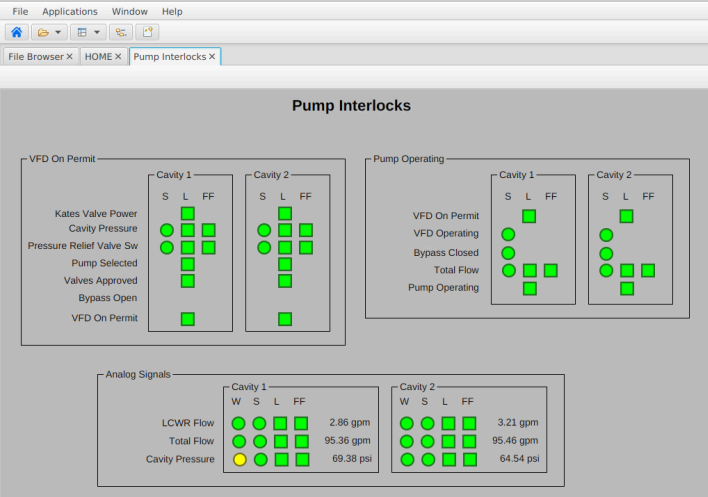 File Applications Window Help
File Browser HOME Pump Interlocks
Pump Interlocks
VFD On Permit
Cavity 1 Cavity 2
S L FF S L FF
Kates Valve Power
Cavity Pressure
Pressure Relief Valve Sw
Pump Selected
Valves Approved
Bypass Open
VFD On Permit
Pump Operating
Cavity 1 Cavity 2
S L FF S L FF
VFD On Permit
VFD Operating
Bypass Closed
Total Flow
Pump Operating
Analog Signals
Cavity 1 Cavity 2
W S L FF W S L FF
LCWR Flow 2.86 gpm 3.21 gpm
Total Flow 95.36 gpm 95.46 gpm
Cavity Pressure 69.38 psi 64.54 psi